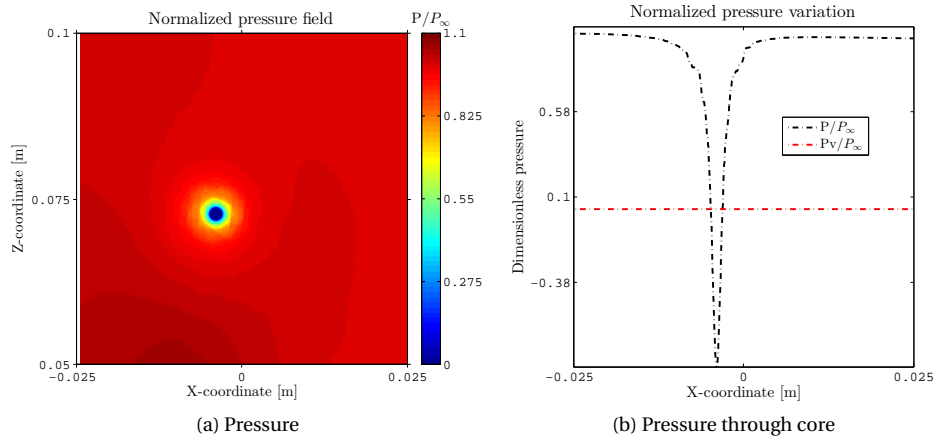 Normalized pressure field
P/P∞
0.1
0.075
0.05
Z-coordinate [m]
-0.025
0
0.025
X-coordinate [m]
1.1
0.825
0.55
0.275
0
(a) Pressure
Normalized pressure variation
0.58
0.1
-0.38
Dimensionless pressure
P/P∞
Pv/P∞
-0.025
0
0.025
X-coordinate [m]
(b) Pressure through core